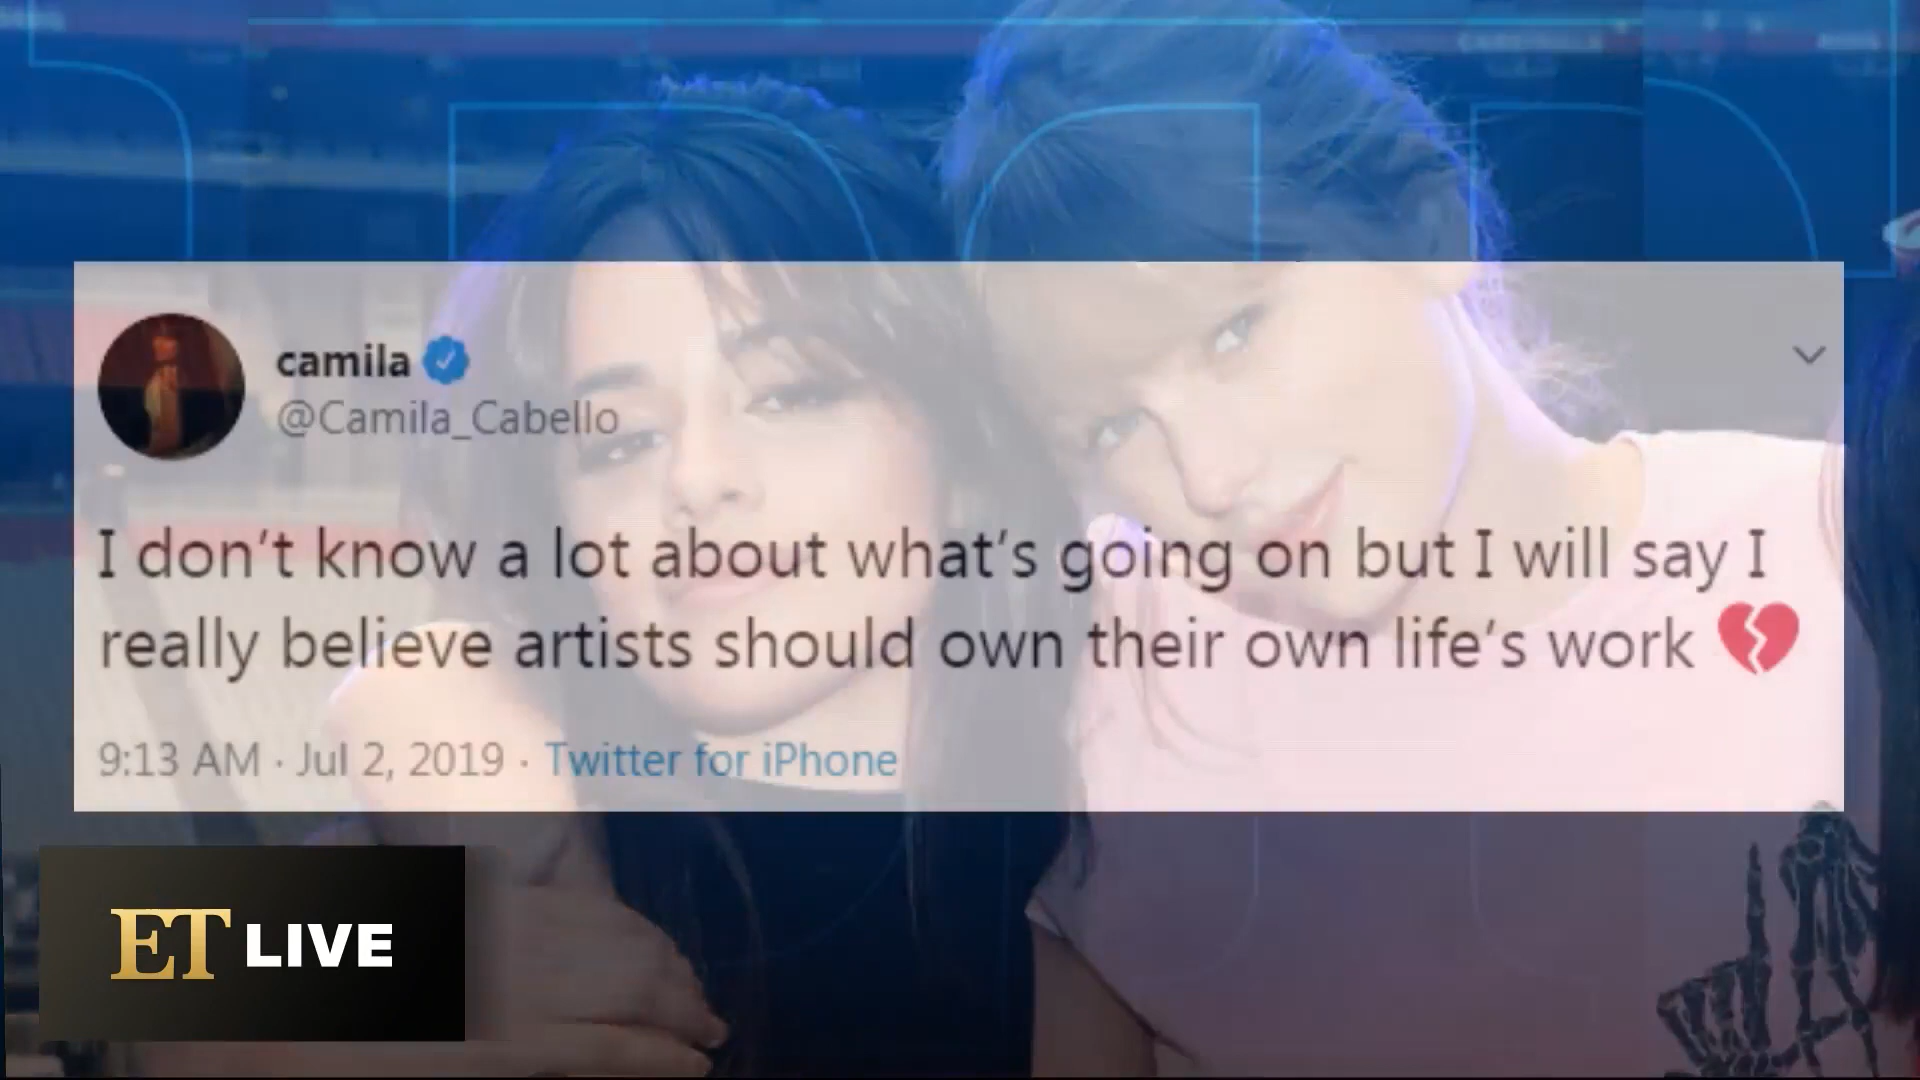 camila
@Camila_Cabello
I don’t know a lot about what’s going on but I will say I
really believe artists should own their own life’s work 💔
9:13 AM · Jul 2, 2019 · Twitter for iPhone
ET LIVE